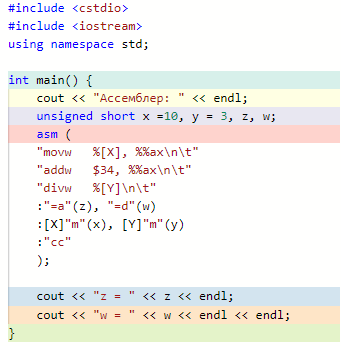 #include <cstdio>
#include <iostream>
using namespace std;
int main() {
cout << "Ассемблер: " << endl;
unsigned short x =10, y = 3, z, w;
asm (
"movw   %[X], %%ax\n\t"
"addw   $34, %%ax\n\t"
"divw   %[Y]\n\t"
:"=a"(z), "=d"(w)
:[X]"m"(x), [Y]"m"(y)
:"cc"
);
cout << "z = " << z << endl;
cout << "w = " << w << endl << endl;
}